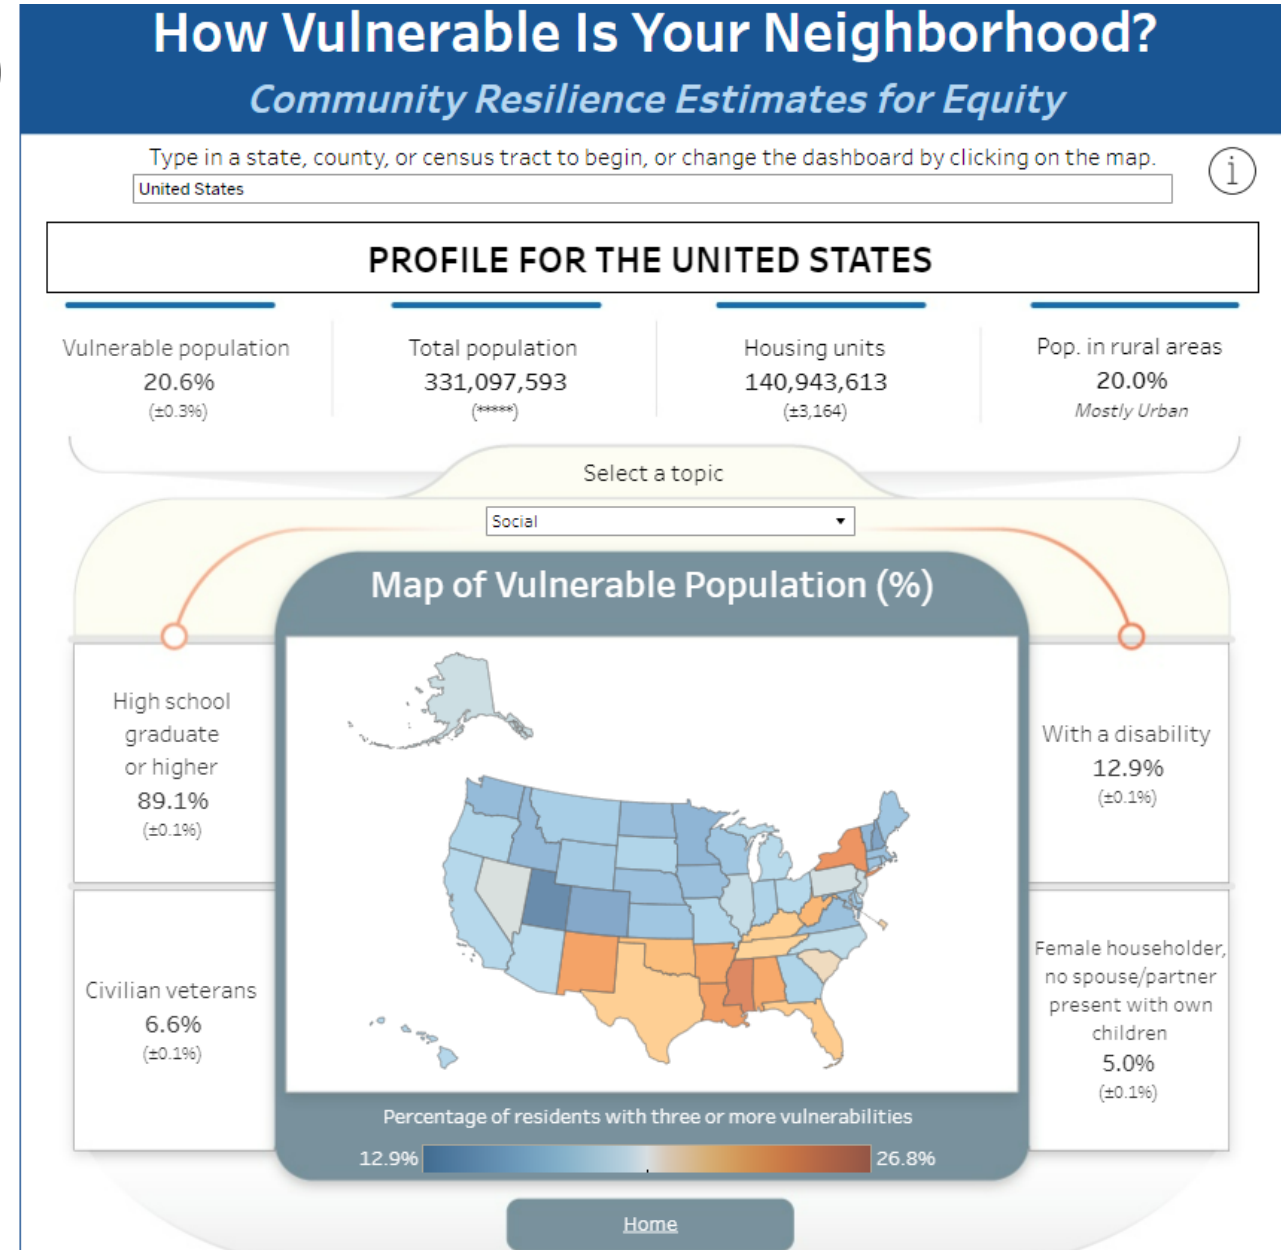 How Vulnerable Is Your Neighborhood?
Community Resilience Estimates for Equity
Type in a state, county, or census tract to begin, or change the dashboard by clicking on the map.
i
United States
PROFILE FOR THE UNITED STATES
Vulnerable population
20.6%
(±0.3%)
Total population
331,097,593
(*****)
Housing units
140,943,613
(±3,164)
Pop. in rural areas
20.0%
Mostly Urban
Select a topic
Social
Map of Vulnerable Population (%)
High school
graduate
or higher
89.1%
(±0.1%)
Civilian veterans
6.6%
(±0.1%)
With a disability
12.9%
(±0.1%)
Female householder,
no spouse/partner
present with own
children
5.0%
(±0.1%)
Percentage of residents with three or more vulnerabilities
12.9%
26.8%
Home